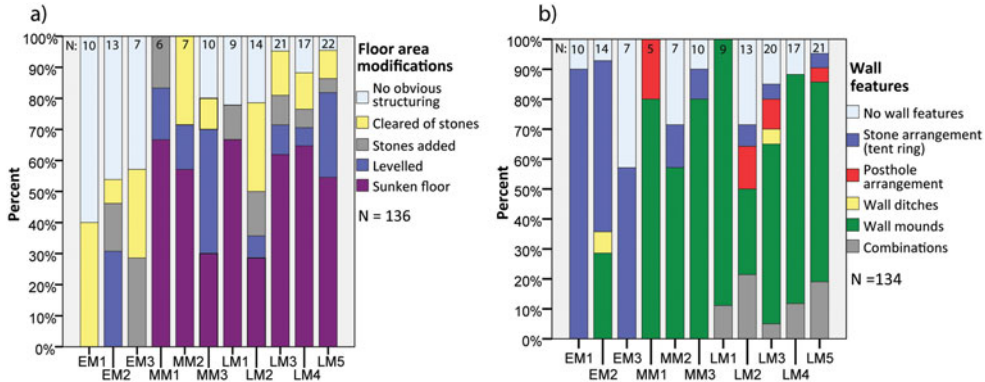 a)
100%
90%
80%
70%
60%
50%
40%
30%
20%
10%
0%
Percent
N: 10 13 7 6 7 10 9 14 21 17 22
EM1 EM3 MM2 LM1 LM3 LM5
EM2 MM1 MM3 LM2 LM4
Floor area
modifications
No obvious
structuring
Cleared of stones
Stones added
Levelled
Sunken floor
N = 136
b)
100%
90%
80%
70%
60%
50%
40%
30%
20%
10%
0%
Percent
N: 10 14 7 5 7 10 9 13 20 17 21
EM1 EM3 MM2 LM1 LM3 LM5
EM2 MM1 MM3 LM2 LM4
Wall
features
No wall features
Stone arrangement
(tent ring)
Posthole
arrangement
Wall ditches
Wall mounds
Combinations
N =134